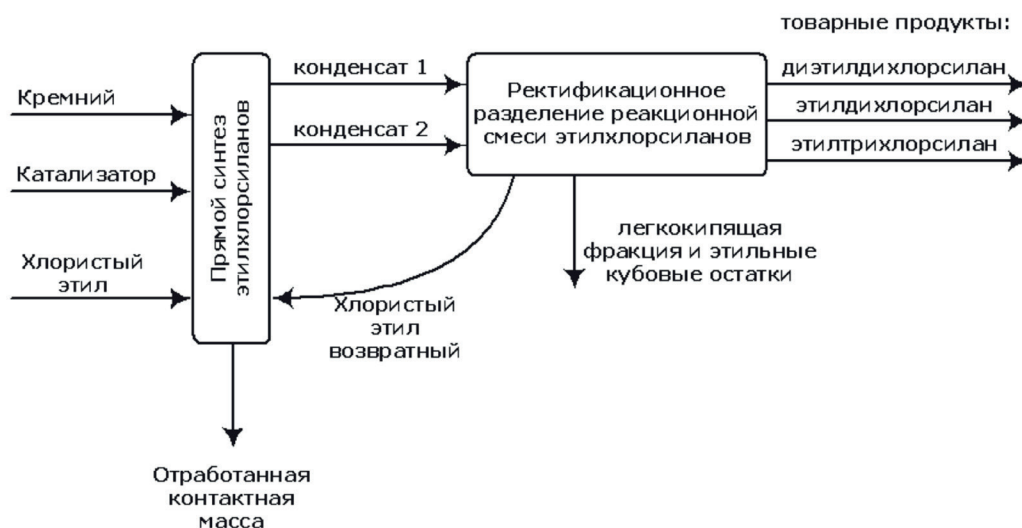 товарные продукты:
Кремний
Катализатор
Хлористый
этил
Прямой синтез
этилхлорсиланов
конденсат 1
конденсат 2
Ректификационное
разделение реакционной
смеси этилхлорсиланов
диэтилдихлорсилан
этилдихлорсилан
этилтрихлорсилан
легкокипящая
фракция и этильные
кубовые остатки
Хлористый
этил
возвратный
Отработанная
контактная
масса